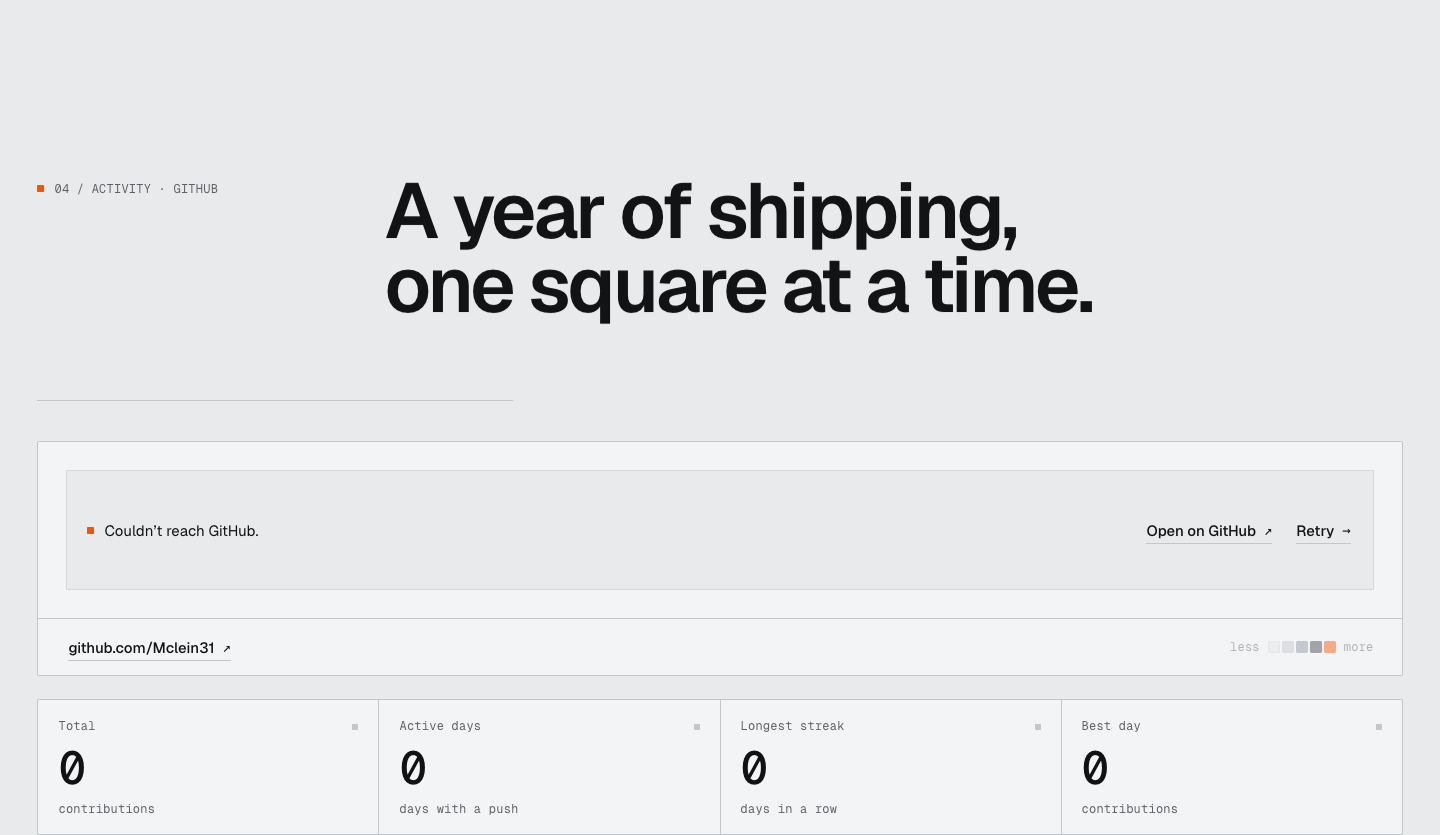 04 / ACTIVITY · GITHUB
A year of shipping,
one square at a time.
Couldn’t reach GitHub.
Open on GitHub ↗
Retry →
github.com/Mclein31 ↗
less
more
Total
0
contributions
Active days
0
days with a push
Longest streak
0
days in a row
Best day
0
contributions